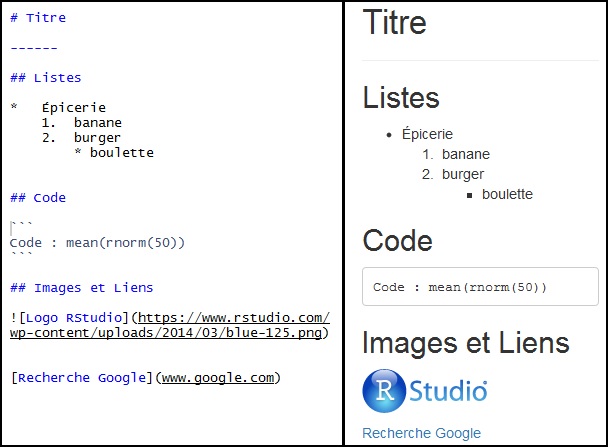 # Titre
------
## Listes
*   Épicerie
    1.  banane
    2.  burger
        * boulette
## Code
```
Code : mean(rnorm(50))
```
## Images et Liens
![Logo RStudio](https://www.rstudio.com/
wp-content/uploads/2014/03/blue-125.png)
[Recherche Google](www.google.com)
Titre
Listes
• Épicerie
1. banane
2. burger
▪ boulette
Code
Code : mean(rnorm(50))
Images et Liens
R Studio
Recherche Google